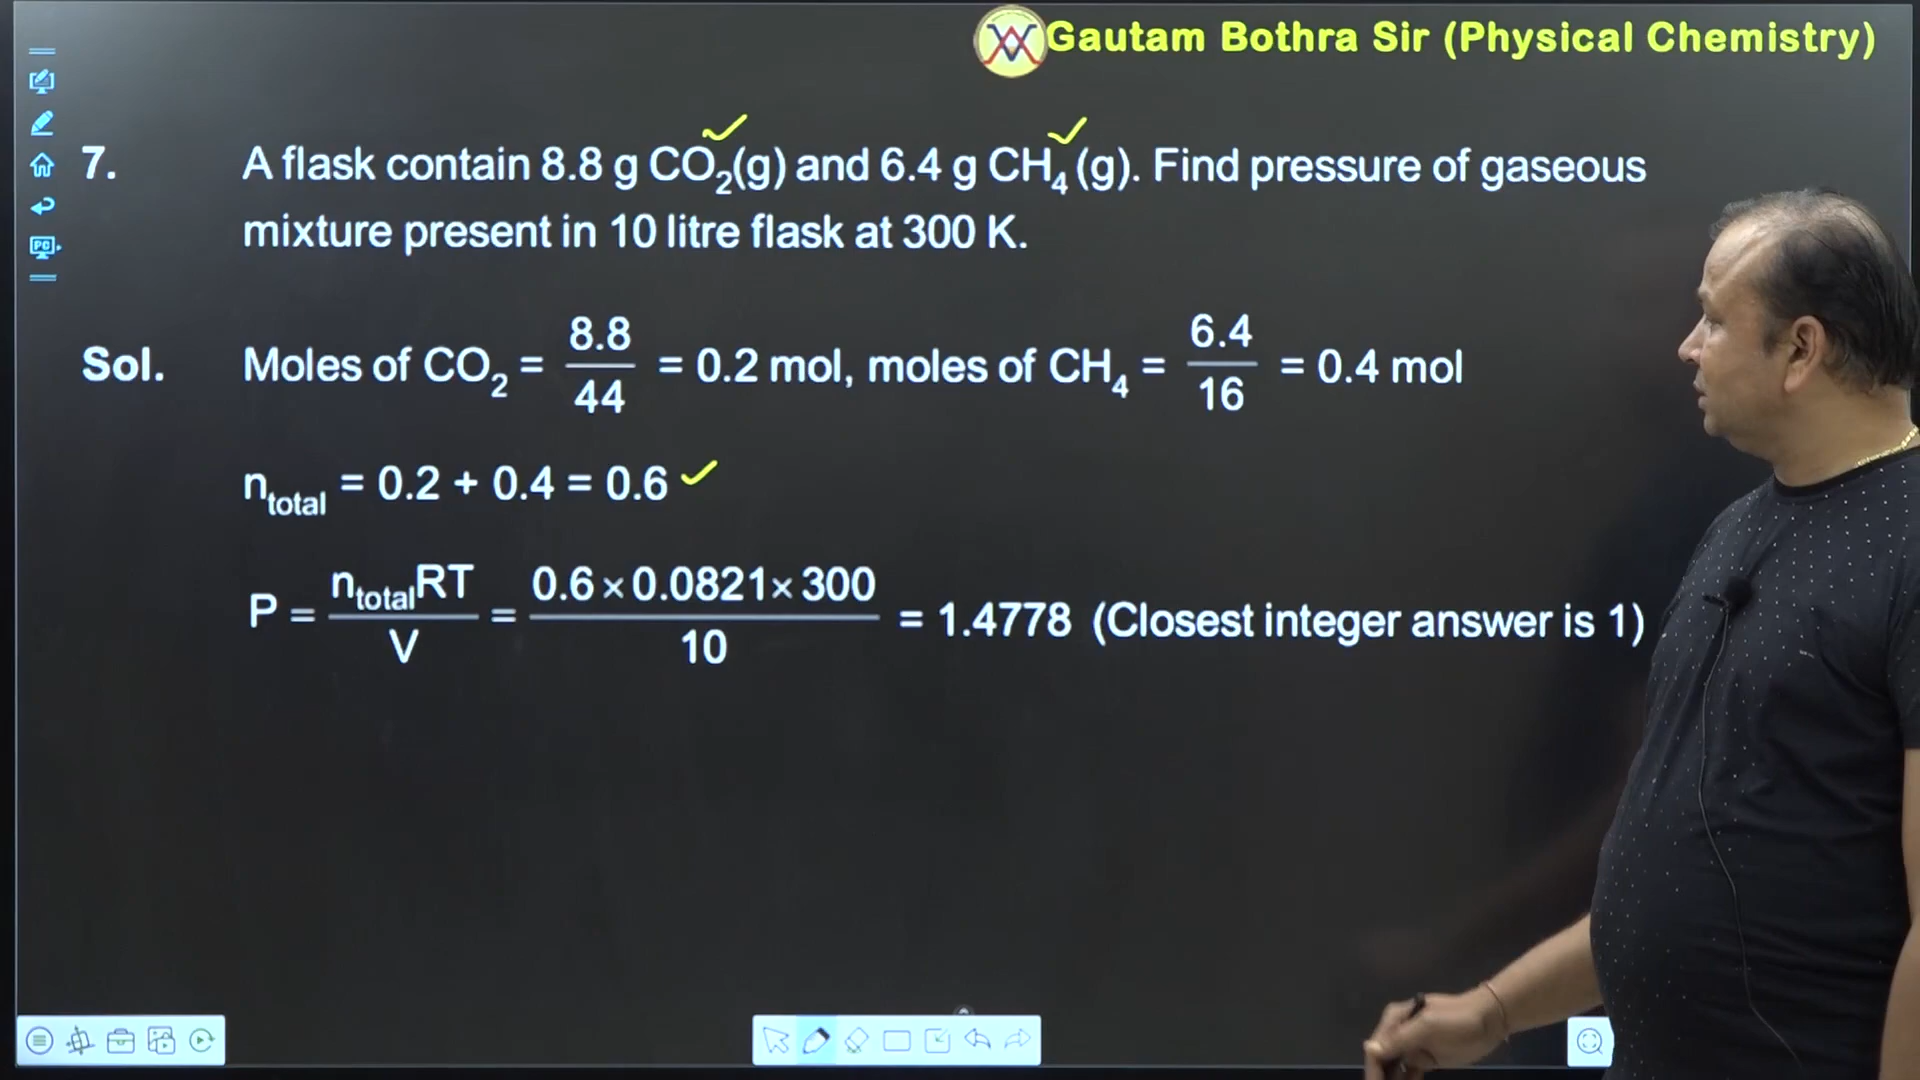 Gautam Bothra Sir (Physical Chemistry)
7. A flask contain 8.8 g CO₂(g) and 6.4 g CH₄ (g). Find pressure of gaseous
mixture present in 10 litre flask at 300 K.
Sol. Moles of CO₂ = 8.8/44 = 0.2 mol, moles of CH₄ = 6.4/16 = 0.4 mol
n_total = 0.2 + 0.4 = 0.6
P = n_totalRT/V = 0.6 × 0.0821 × 300/10 = 1.4778 (Closest integer answer is 1)
PC